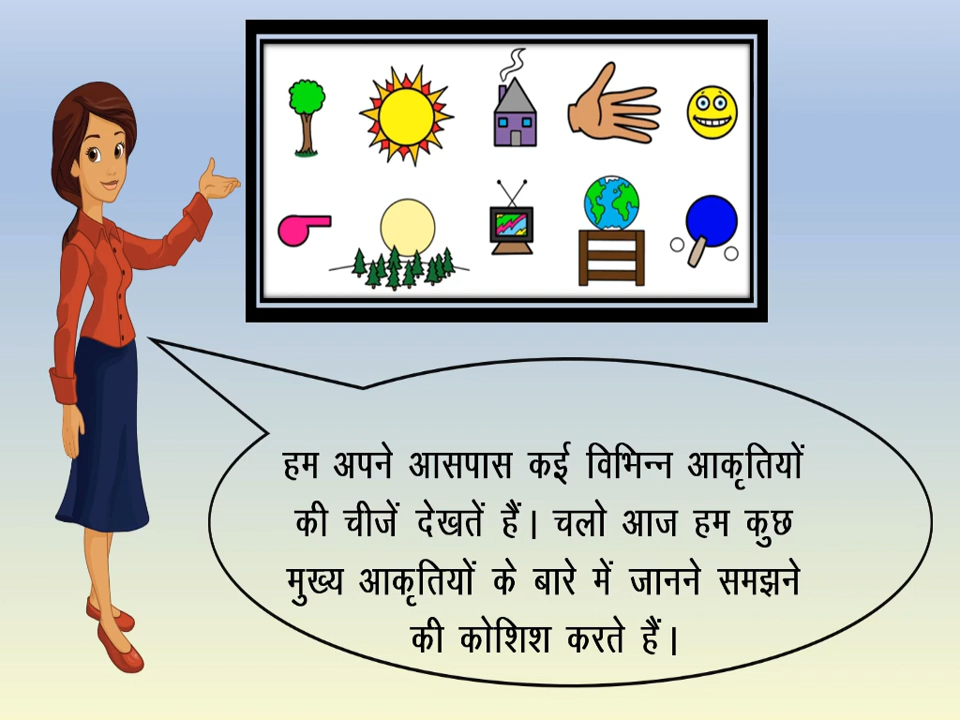 हम अपने आसपास कई विभिन्न आकृतियों
की चीजें देखतें हैं। चलो आज हम कुछ
मुख्य आकृतियों के बारे में जानने समझने
की कोशिश करते हैं।